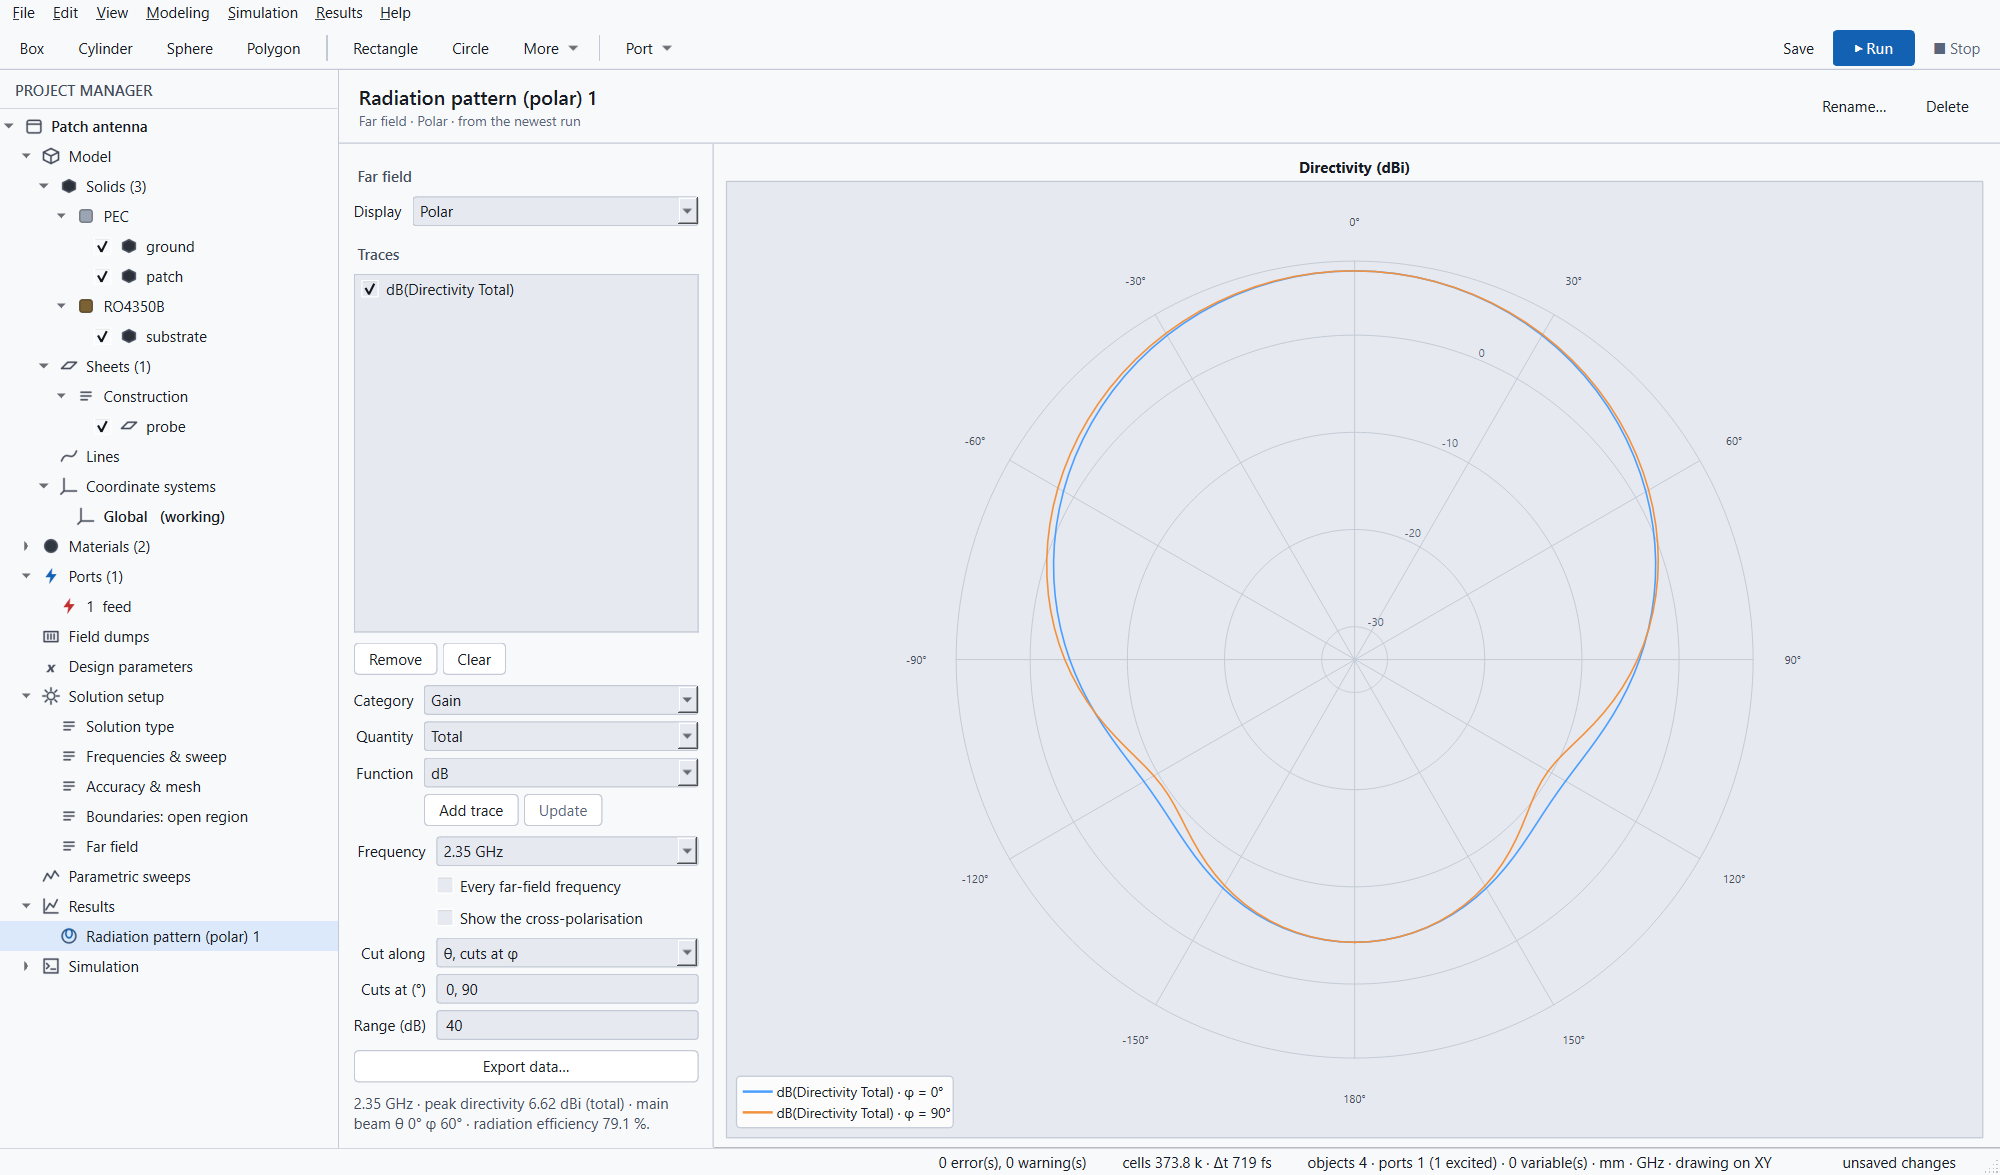 File Edit View Modeling Simulation Results Help
Box Cylinder Sphere Polygon Rectangle Circle More Port Save Run Stop
PROJECT MANAGER
Patch antenna
Model
Solids (3)
PEC
ground
patch
RO4350B
substrate
Sheets (1)
Construction
probe
Lines
Coordinate systems
Global (working)
Materials (2)
Ports (1)
1 feed
Field dumps
Design parameters
Solution setup
Solution type
Frequencies & sweep
Accuracy & mesh
Boundaries: open region
Far field
Parametric sweeps
Results
Radiation pattern (polar) 1
Simulation
Radiation pattern (polar) 1
Far field · Polar · from the newest run
Rename... Delete
Far field
Display Polar
Traces
dB(Directivity Total)
Remove Clear
Category Gain
Quantity Total
Function dB
Add trace Update
Frequency 2.35 GHz
Every far-field frequency
Show the cross-polarisation
Cut along θ, cuts at φ
Cuts at (°) 0, 90
Range (dB) 40
Export data...
2.35 GHz · peak directivity 6.62 dBi (total) · main
beam θ 0° φ 60° · radiation efficiency 79.1 %.
Directivity (dBi)
0°
-30° 30°
0
-60° 60°
-10
-20
-30
-90° 90°
-120° 120°
-150° 150°
180°
dB(Directivity Total) · φ = 0°
dB(Directivity Total) · φ = 90°
0 error(s), 0 warning(s) cells 373.8 k · Δt 719 fs objects 4 · ports 1 (1 excited) · 0 variable(s) · mm · GHz · drawing on XY unsaved changes